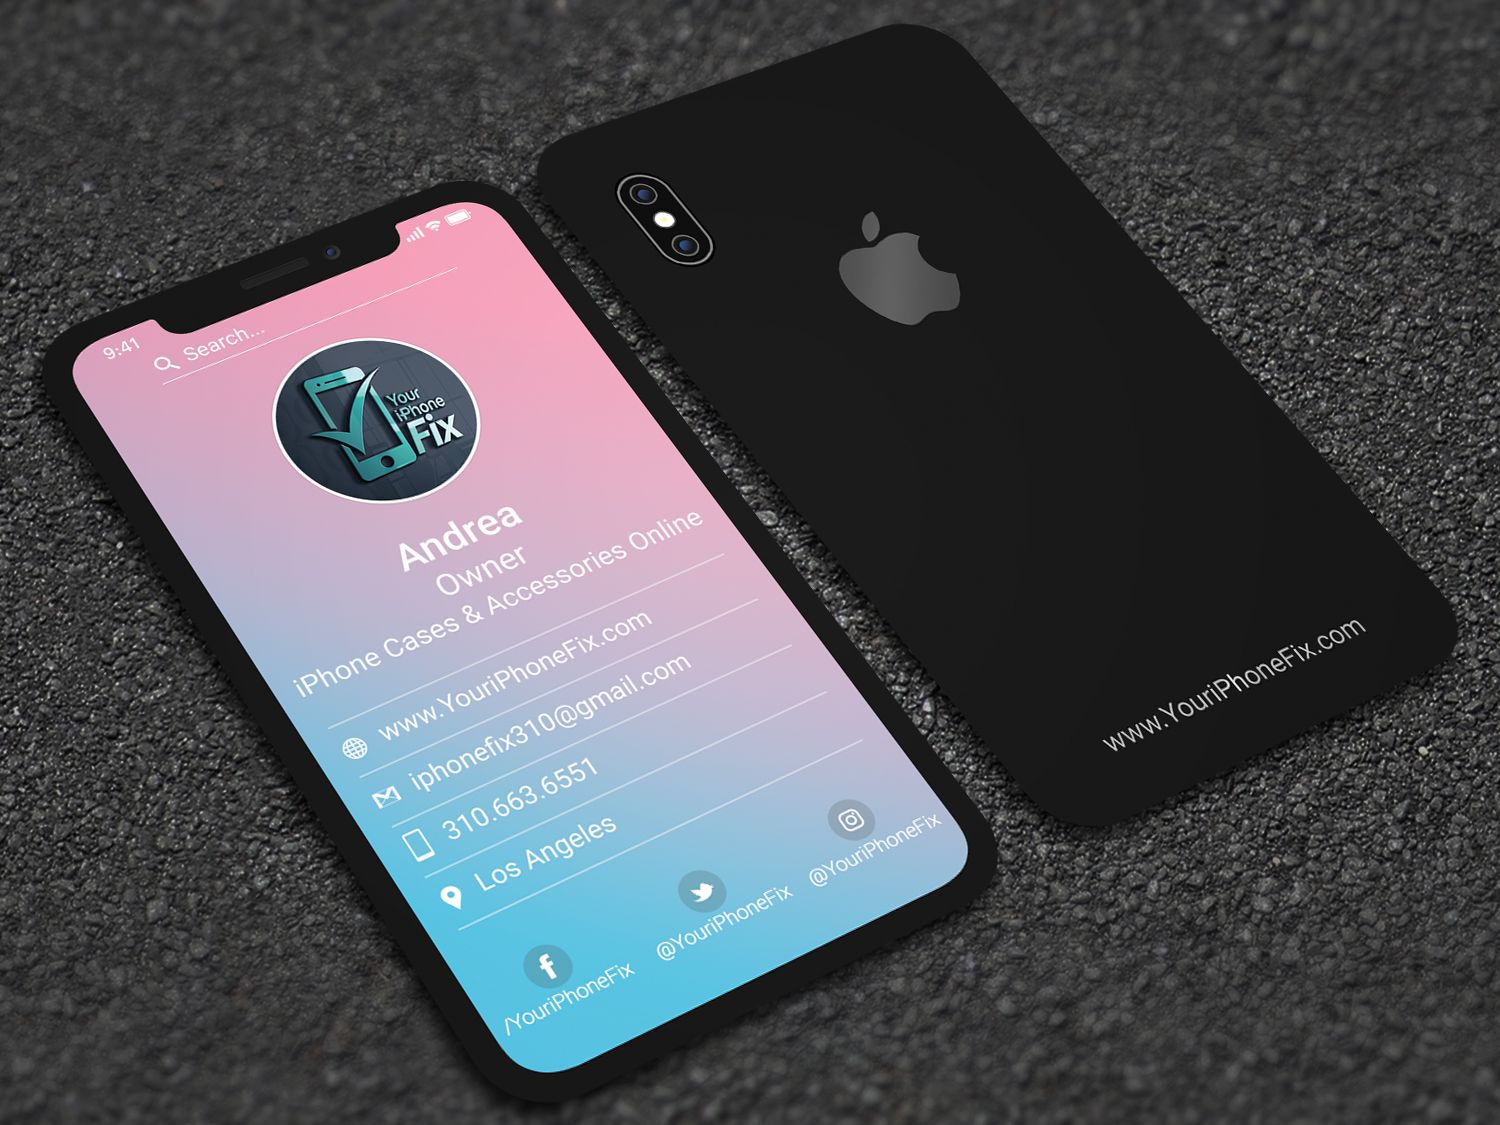 9:41
Search...
Your
iPhone
Fix
Andrea
Owner
iPhone Cases & Accessories Online
www.YouriPhoneFix.com
iphonefix310@gmail.com
310.663.6551
Los Angeles
/YouriPhoneFix
@YouriPhoneFix
@YouriPhoneFix
www.YouriPhoneFix.com